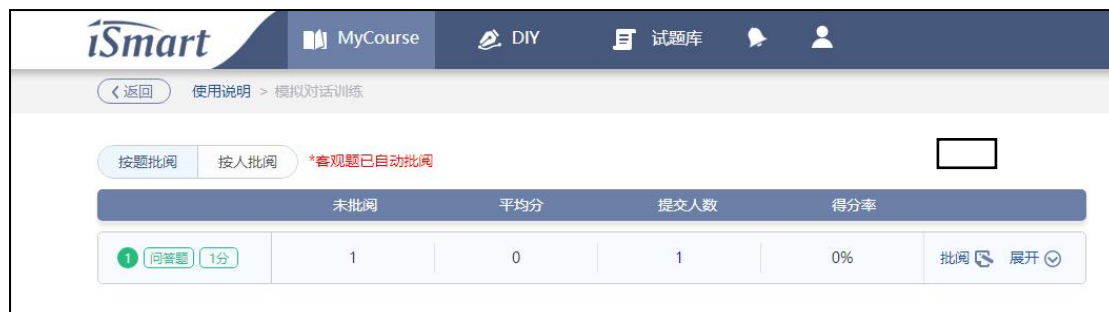 iSmart MyCourse DIY 试题库
返回 使用说明 > 模拟对话训练
按题批阅 按人批阅 *客观题已自动批阅
未批阅 平均分 提交人数 得分率
1 问答题 1分 1 0 1 0% 批阅 展开